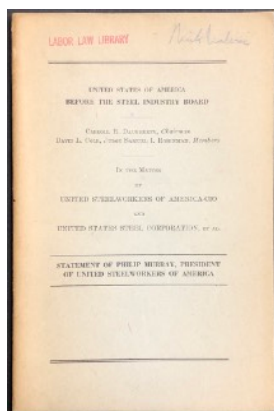 LABOR LAW LIBRARY
UNITED STATES OF AMERICA
BEFORE THE STEEL INDUSTRY BOARD
CARROLL R. DAUGHERTY, Chairman
DAVID L. COLE, SAMUEL I. ROSENMAN, Members
IN THE MATTER
OF
UNITED STEELWORKERS OF AMERICA-CIO
AND
UNITED STATES STEEL CORPORATION, ET AL.
STATEMENT OF PHILIP MURRAY, PRESIDENT
OF UNITED STEELWORKERS OF AMERICA